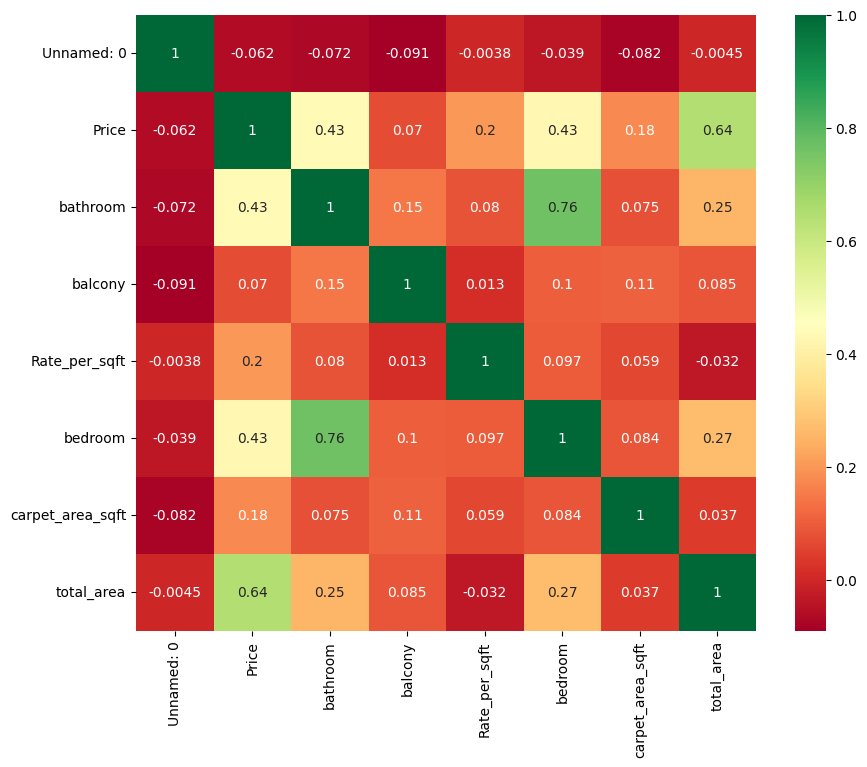 Unnamed: 0 1 -0.062 -0.072 -0.091 -0.0038 -0.039 -0.082 -0.0045
Price -0.062 1 0.43 0.07 0.2 0.43 0.18 0.64
bathroom -0.072 0.43 1 0.15 0.08 0.76 0.075 0.25
balcony -0.091 0.07 0.15 1 0.013 0.1 0.11 0.085
Rate_per_sqft -0.0038 0.2 0.08 0.013 1 0.097 0.059 -0.032
bedroom -0.039 0.43 0.76 0.1 0.097 1 0.084 0.27
carpet_area_sqft -0.082 0.18 0.075 0.11 0.059 0.084 1 0.037
total_area -0.0045 0.64 0.25 0.085 -0.032 0.27 0.037 1
Unnamed: 0
Price
bathroom
balcony
Rate_per_sqft
bedroom
carpet_area_sqft
total_area
1.0
0.8
0.6
0.4
0.2
0.0